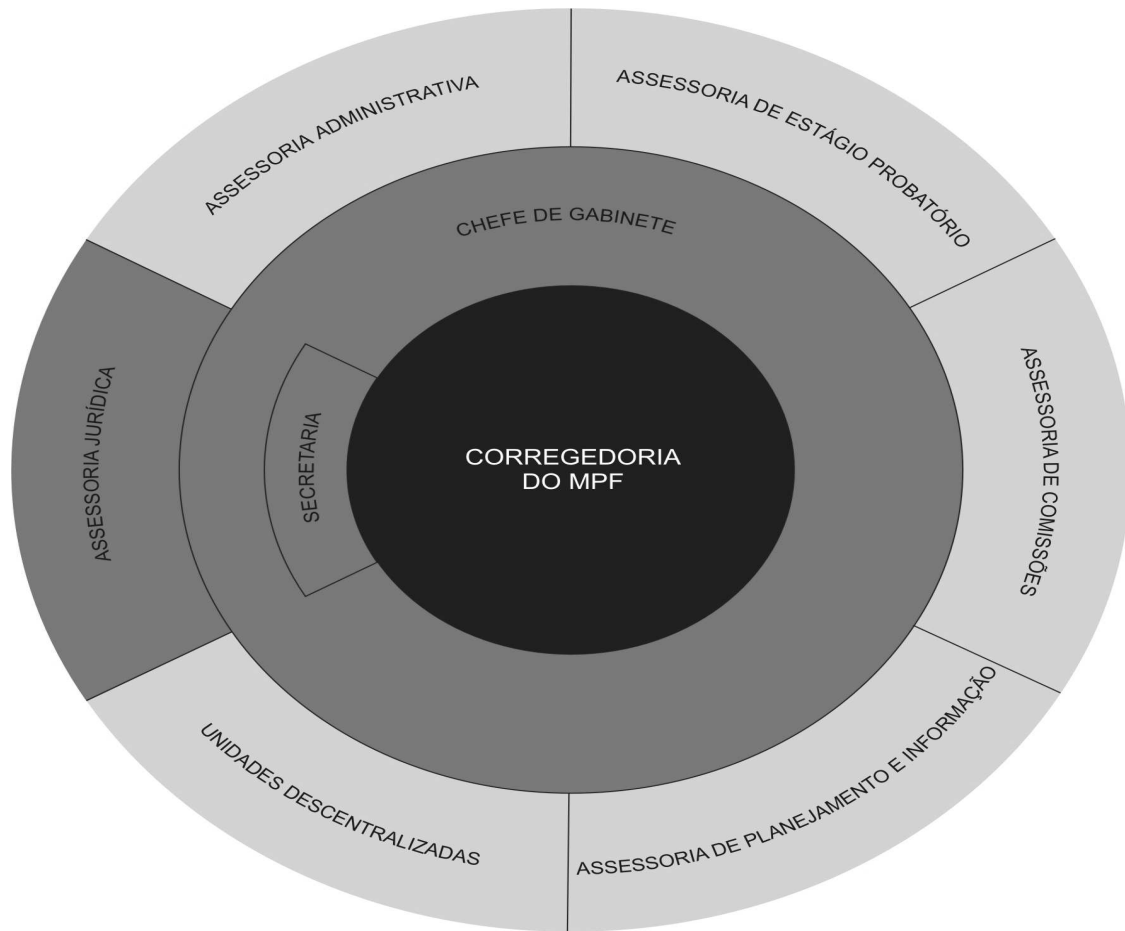 ASSESSORIA ADMINISTRATIVA
ASSESSORIA DE ESTÁGIO PROBATÓRIO
CHEFE DE GABINETE
ASSESSORIA JURÍDICA
SECRETARIA
CORREGEDORIA
DO MPF
ASSESSORIA DE COMISSÕES
UNIDADES DESCENTRALIZADAS
ASSESSORIA DE PLANEJAMENTO E INFORMAÇÃO